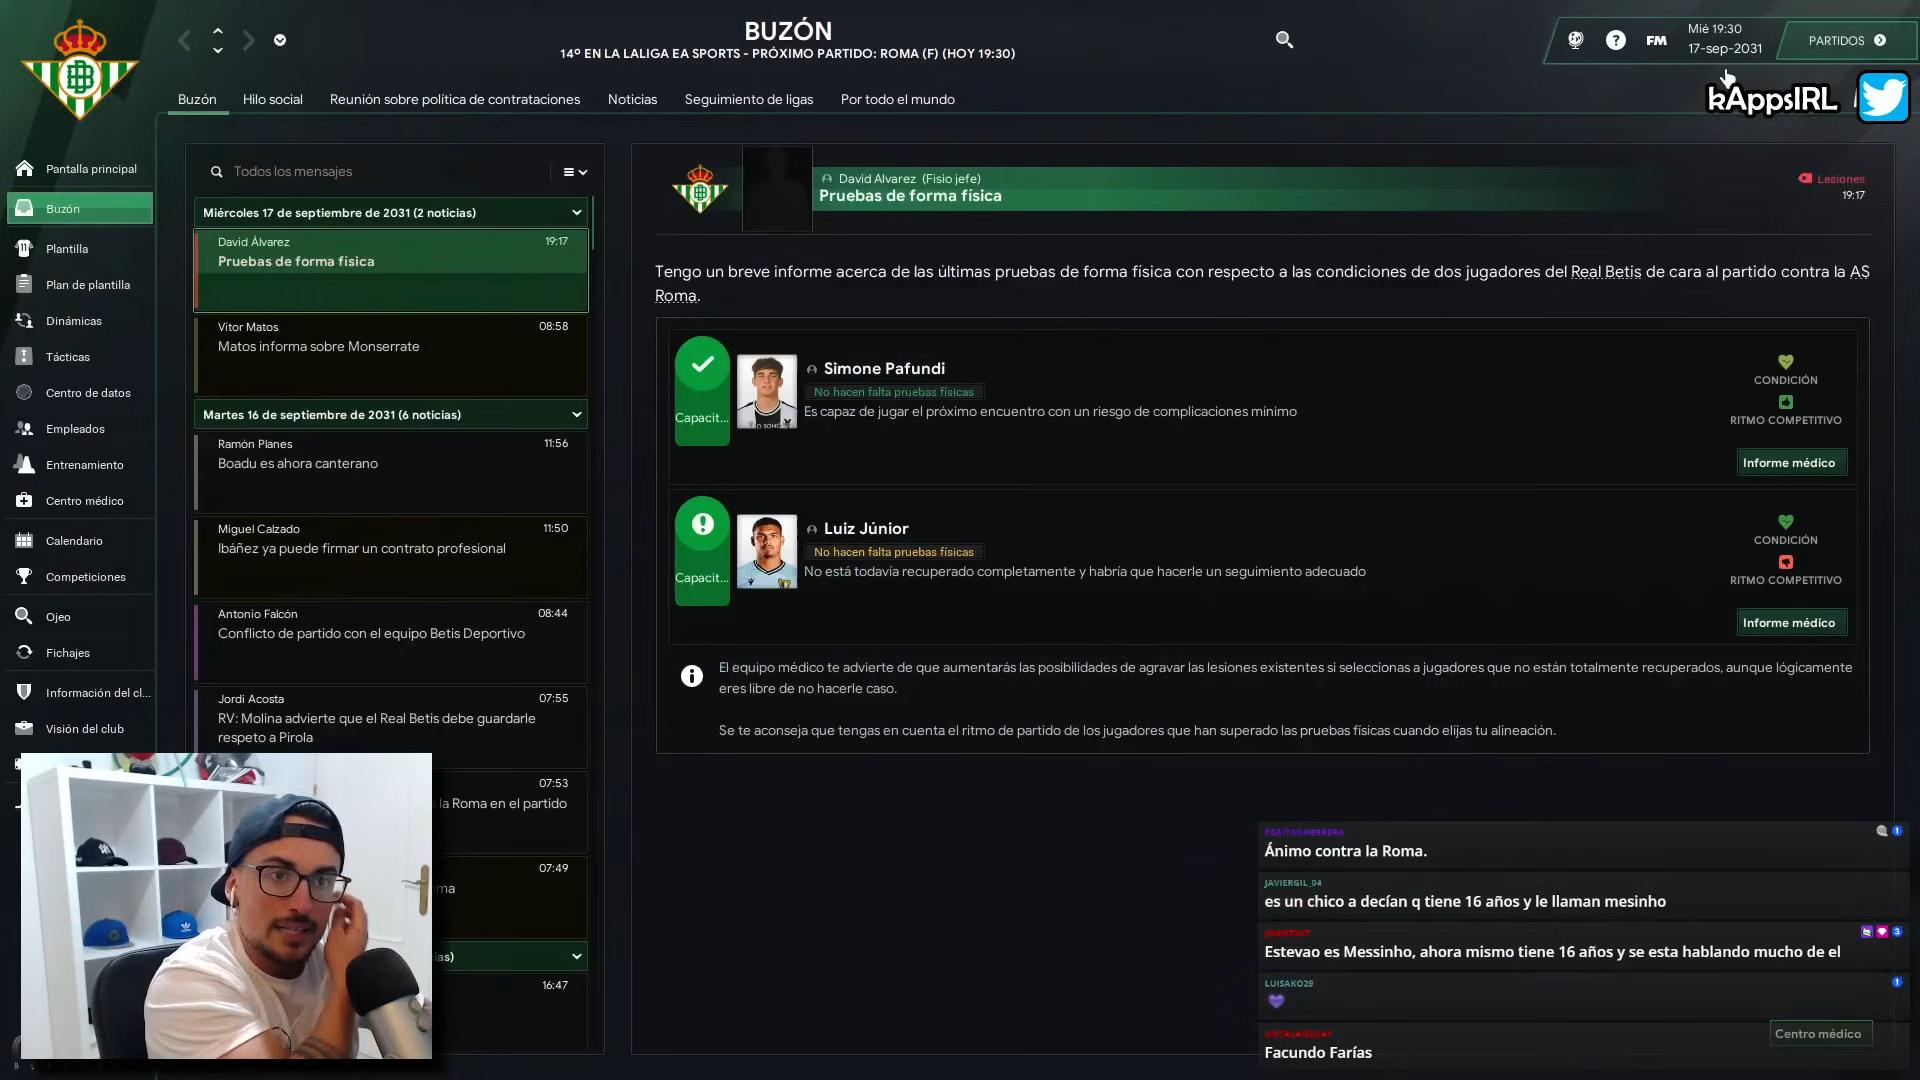 BUZÓN
14º EN LA LALIGA EA SPORTS - PRÓXIMO PARTIDO: ROMA (F) (HOY 19:30)
FM
Mié 19:30
17-sep-2031
PARTIDOS
kAppsIRL
Buzón
Hilo social
Reunión sobre política de contrataciones
Noticias
Seguimiento de ligas
Por todo el mundo
Pantalla principal
Buzón
Plantilla
Plan de plantilla
Dinámicas
Tácticas
Centro de datos
Empleados
Entrenamiento
Centro médico
Calendario
Competiciones
Ojeo
Fichajes
Información del cl...
Visión del club
Todos los mensajes
Miércoles 17 de septiembre de 2031 (2 noticias)
David Álvarez 19:17
Pruebas de forma física
Vítor Matos 08:58
Matos informa sobre Monserrate
Martes 16 de septiembre de 2031 (6 noticias)
Ramón Planes 11:56
Boadu es ahora canterano
Miguel Calzado 11:50
Ibáñez ya puede firmar un contrato profesional
Antonio Falcón 08:44
Conflicto de partido con el equipo Betis Deportivo
Jordi Acosta 07:55
RV: Molina advierte que el Real Betis debe guardarle
respeto a Pirola
07:53
la Roma en el partido
07:49
ma
ias)
16:47
David Álvarez (Fisio jefe)
Pruebas de forma física
Lesiones
19:17
Tengo un breve informe acerca de las últimas pruebas de forma física con respecto a las condiciones de dos jugadores del Real Betis de cara al partido contra la AS
Roma.
Capacit...
Simone Pafundi
No hacen falta pruebas físicas
Es capaz de jugar el próximo encuentro con un riesgo de complicaciones mínimo
CONDICIÓN
RITMO COMPETITIVO
Informe médico
Capacit...
Luiz Júnior
No hacen falta pruebas físicas
No está todavía recuperado completamente y habría que hacerle un seguimiento adecuado
CONDICIÓN
RITMO COMPETITIVO
Informe médico
El equipo médico te advierte de que aumentarás las posibilidades de agravar las lesiones existentes si seleccionas a jugadores que no están totalmente recuperados, aunque lógicamente
eres libre de no hacerle caso.
Se te aconseja que tengas en cuenta el ritmo de partido de los jugadores que han superado las pruebas físicas cuando elijas tu alineación.
Ánimo contra la Roma.
JAVIERGIL_04
es un chico a decían q tiene 16 años y le llaman mesinho
Estevao es Messinho, ahora mismo tiene 16 años y se esta hablando mucho de el
LUISAKO29
Centro médico
Facundo Farías